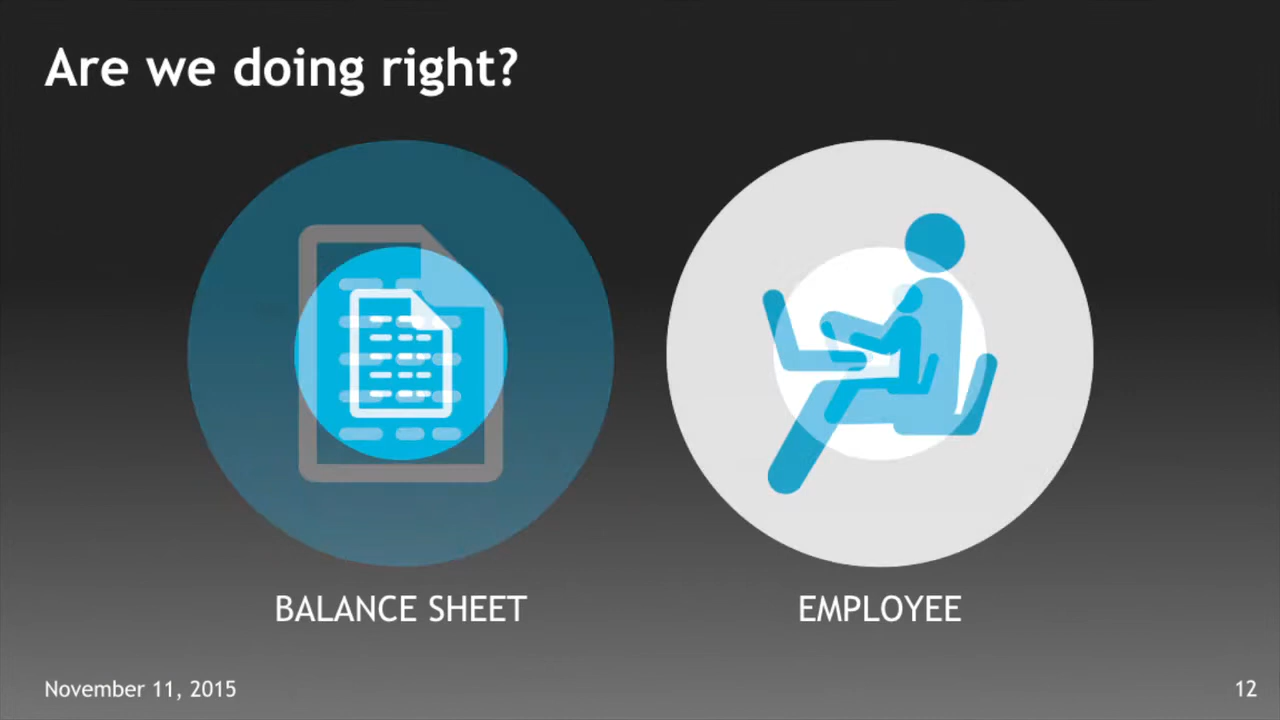 Are we doing right?
BALANCE SHEET
EMPLOYEE
November 11, 2015
12